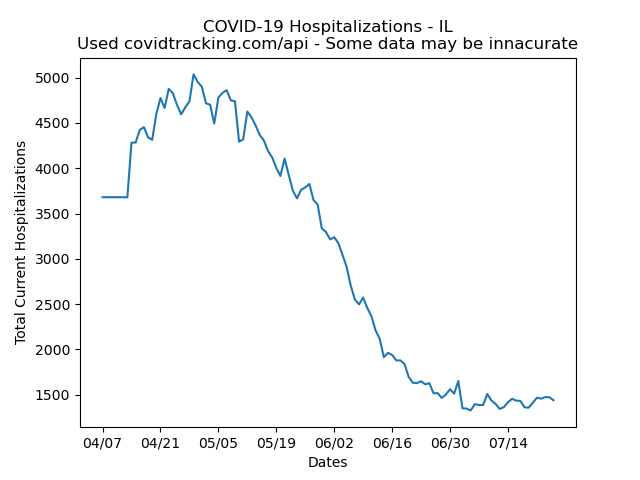 COVID-19 Hospitalizations - IL
Used covidtracking.com/api - Some data may be innacurate
Total Current Hospitalizations
5000
4500
4000
3500
3000
2500
2000
1500
04/07 04/21 05/05 05/19 06/02 06/16 06/30 07/14
Dates